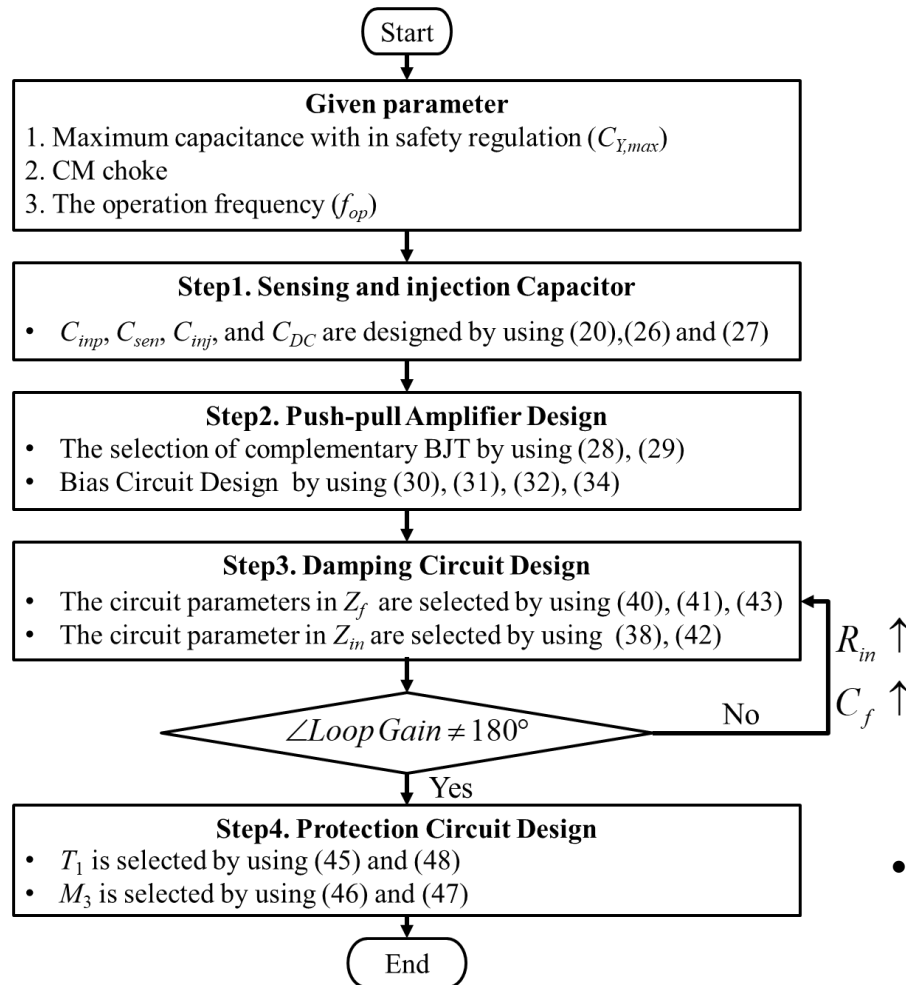 Start
Given parameter
1. Maximum capacitance with in safety regulation (C_{Y,max})
2. CM choke
3. The operation frequency (f_{op})
Step1. Sensing and injection Capacitor
• C_{inp}, C_{sen}, C_{inj}, and C_{DC} are designed by using (20),(26) and (27)
Step2. Push-pull Amplifier Design
• The selection of complementary BJT by using (28), (29)
• Bias Circuit Design by using (30), (31), (32), (34)
Step3. Damping Circuit Design
• The circuit parameters in Z_f are selected by using (40), (41), (43)
• The circuit parameter in Z_{in} are selected by using (38), (42)
R_{in} ↑
C_f ↑
∠Loop Gain ≠ 180°
No
Yes
Step4. Protection Circuit Design
• T_1 is selected by using (45) and (48)
• M_3 is selected by using (46) and (47)
•
End